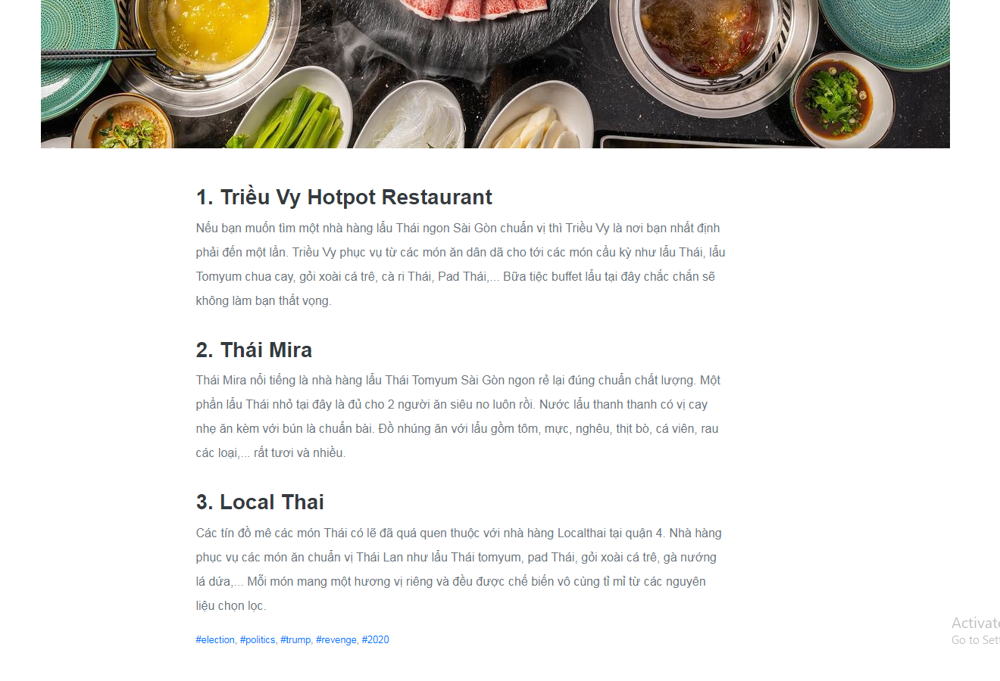 1. Triều Vy Hotpot Restaurant
Nếu bạn muốn tìm một nhà hàng lẩu Thái ngon Sài Gòn chuẩn vị thì Triều Vy là nơi bạn nhất định
phải đến một lần. Triều Vy phục vụ từ các món ăn dân dã cho tới các món cầu kỳ như lẩu Thái, lẩu
Tomyum chua cay, gỏi xoài cá trê, cà ri Thái, Pad Thái,... Bữa tiệc buffet lẩu tại đây chắc chắn sẽ
không làm bạn thất vọng.
2. Thái Mira
Thái Mira nổi tiếng là nhà hàng lẩu Thái Tomyum Sài Gòn ngon rẻ lại đúng chuẩn chất lượng. Một
phần lẩu Thái nhỏ tại đây là đủ cho 2 người ăn siêu no luôn rồi. Nước lẩu thanh thanh có vị cay
nhẹ ăn kèm với bún là chuẩn bài. Đồ nhúng ăn với lẩu gồm tôm, mực, nghêu, thịt bò, cá viên, rau
các loại,... rất tươi và nhiều.
3. Local Thai
Các tín đồ mê các món Thái có lẽ đã quá quen thuộc với nhà hàng Localthai tại quận 4. Nhà hàng
phục vụ các món ăn chuẩn vị Thái Lan như lẩu Thái tomyum, pad Thái, gỏi xoài cá trê, gà nướng
lá dứa,... Mỗi món mang một hương vị riêng và đều được chế biến vô cùng tỉ mỉ từ các nguyên
liệu chọn lọc.
#election, #politics, #trump, #revenge, #2020
Activate
Go to Sett